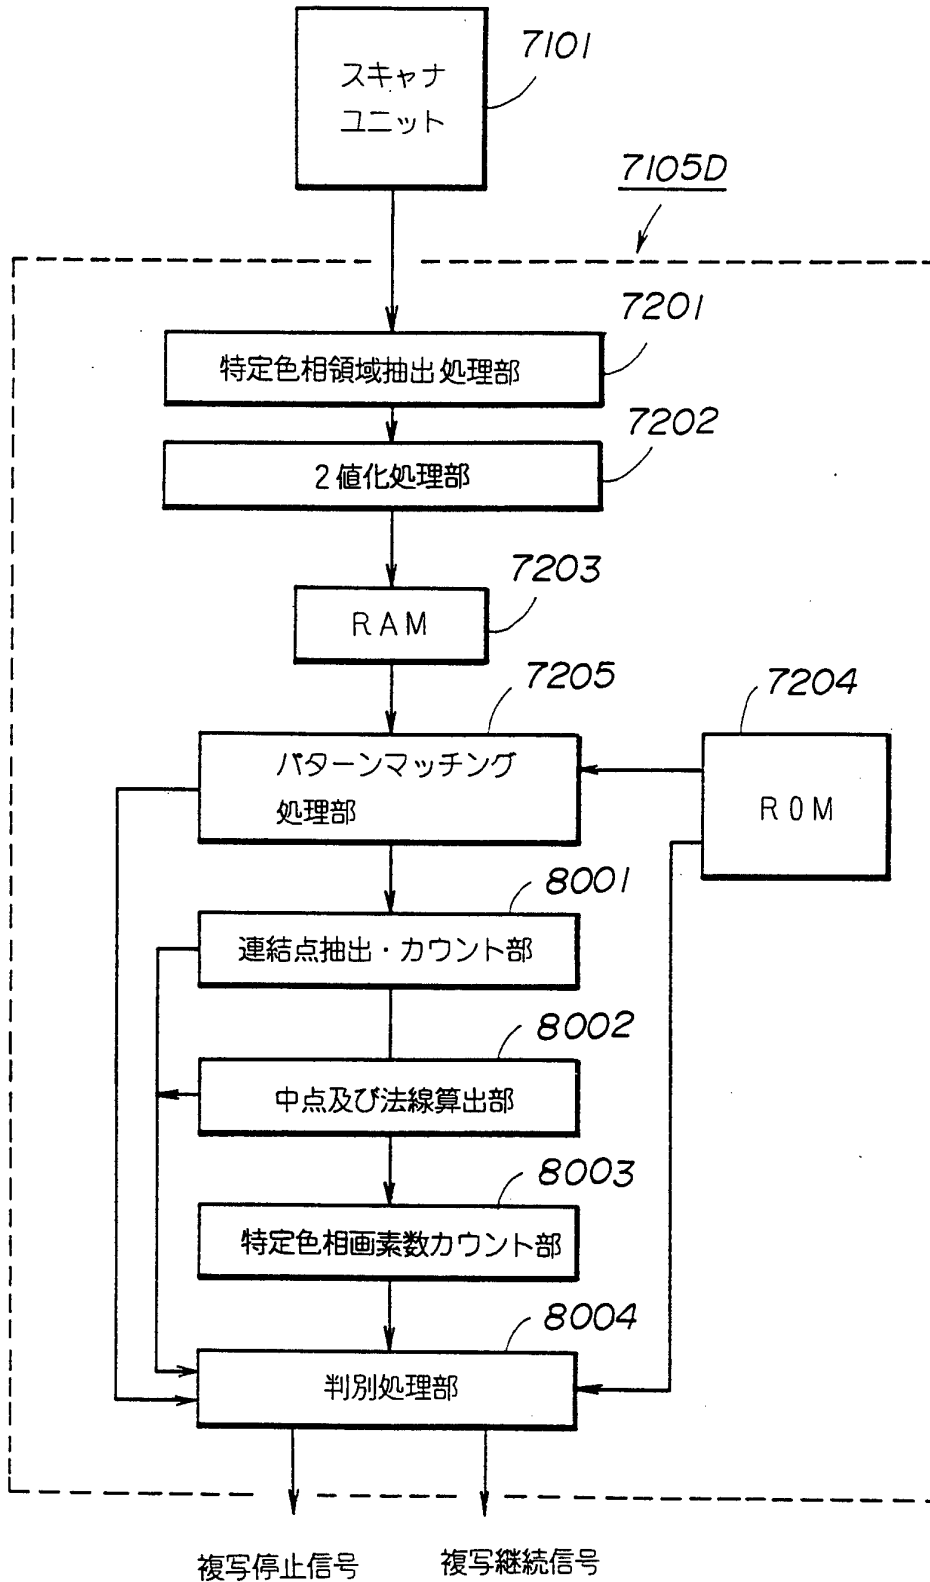 7101
スキャナ
ユニット
7105D
7201
特定色相領域抽出処理部
7202
2値化処理部
7203
RAM
7205
7204
パターンマッチング
処理部
ROM
8001
連結点抽出・カウント部
8002
中点及び法線算出部
8003
特定色相画素数カウント部
8004
判別処理部
複写停止信号
複写継続信号